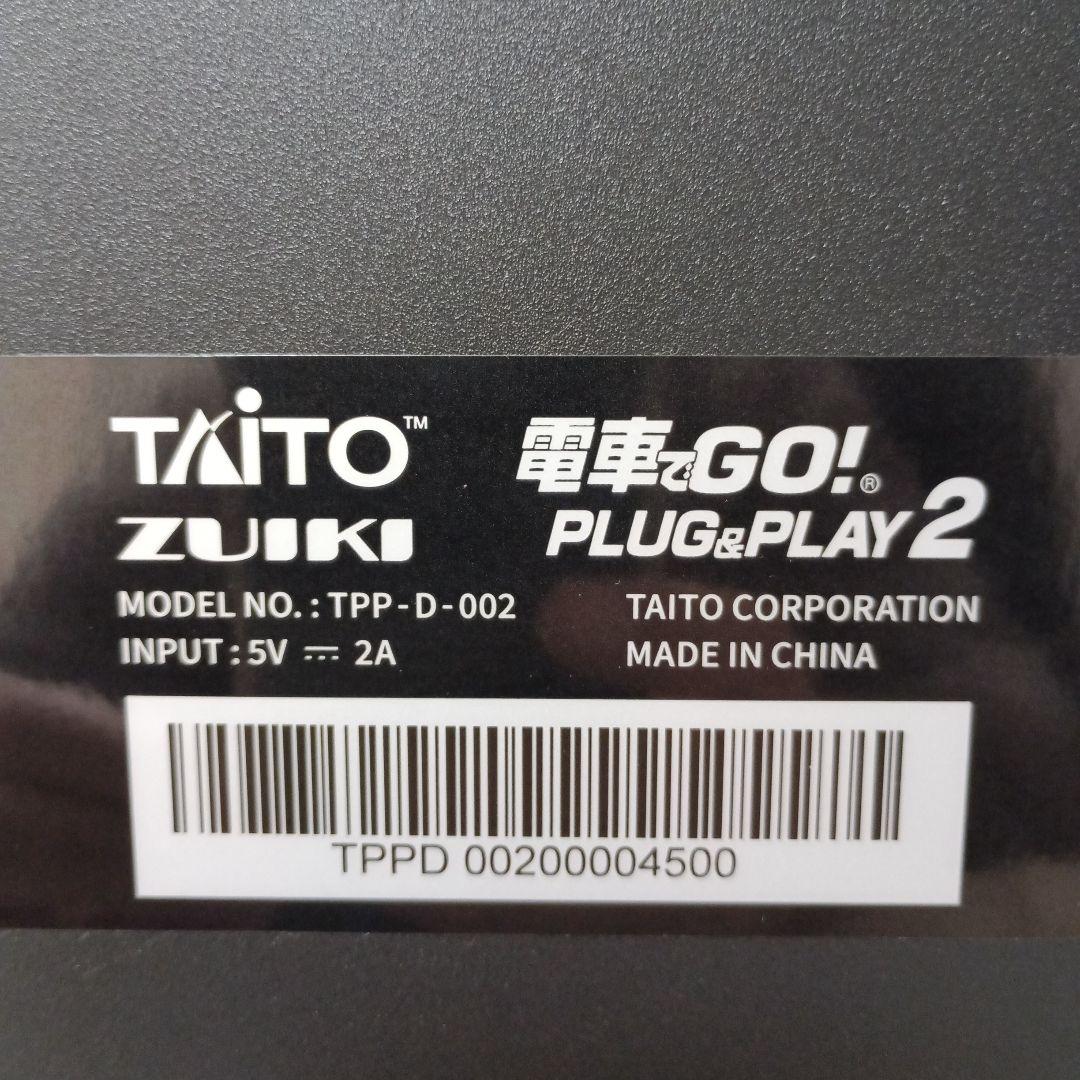 TAiTO™
ZUIKI
MODEL NO. : TPP-D-002
INPUT : 5V ⎓ 2A
電車でGO!®
PLUG&PLAY 2
TAITO CORPORATION
MADE IN CHINA
TPPD 00200004500